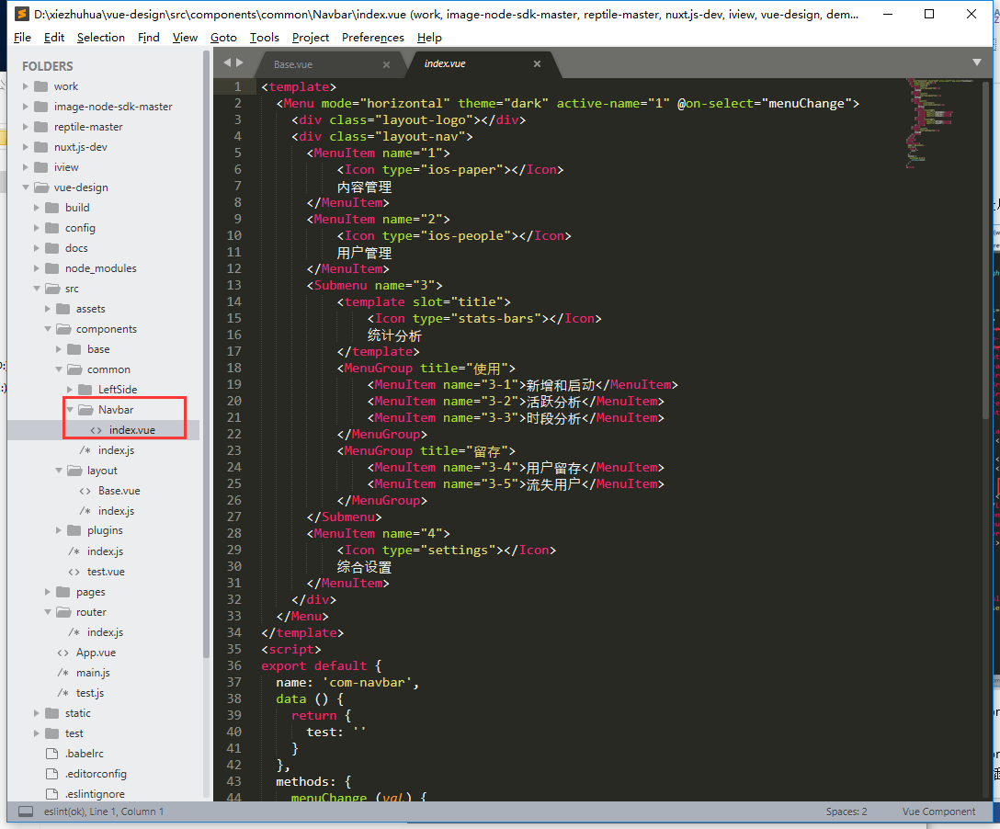 D:\xiezhuhua\vue-design\src\components\common\Navbar\index.vue (work, image-node-sdk-master, reptile-master, nuxt.js-dev, iview, vue-design, dem...
File Edit Selection Find View Goto Tools Project Preferences Help
FOLDERS
work
image-node-sdk-master
reptile-master
nuxt.js-dev
iview
vue-design
build
config
docs
node_modules
src
assets
components
base
common
LeftSide
Navbar
<> index.vue
/* index.js
layout
<> Base.vue
/* index.js
plugins
/* index.js
<> test.vue
pages
router
/* index.js
<> App.vue
/* main.js
/* test.js
static
test
.babelrc
.editorconfig
.eslintignore
Base.vue × index.vue ×
1 <template>
2 <Menu mode="horizontal" theme="dark" active-name="1" @on-select="menuChange">
3 <div class="layout-logo"></div>
4 <div class="layout-nav">
5 <MenuItem name="1">
6 <Icon type="ios-paper"></Icon>
7 内容管理
8 </MenuItem>
9 <MenuItem name="2">
10 <Icon type="ios-people"></Icon>
11 用户管理
12 </MenuItem>
13 <Submenu name="3">
14 <template slot="title">
15 <Icon type="stats-bars"></Icon>
16 统计分析
17 </template>
18 <MenuGroup title="使用">
19 <MenuItem name="3-1">新增和启动</MenuItem>
20 <MenuItem name="3-2">活跃分析</MenuItem>
21 <MenuItem name="3-3">时段分析</MenuItem>
22 </MenuGroup>
23 <MenuGroup title="留存">
24 <MenuItem name="3-4">用户留存</MenuItem>
25 <MenuItem name="3-5">流失用户</MenuItem>
26 </MenuGroup>
27 </Submenu>
28 <MenuItem name="4">
29 <Icon type="settings"></Icon>
30 综合设置
31 </MenuItem>
32 </div>
33 </Menu>
34 </template>
35 <script>
36 export default {
37 name: 'com-navbar',
38 data () {
39 return {
40 test: ''
41 }
42 },
43 methods: {
44 menuChange (val) {
eslint(ok), Line 1, Column 1 Spaces: 2 Vue Component